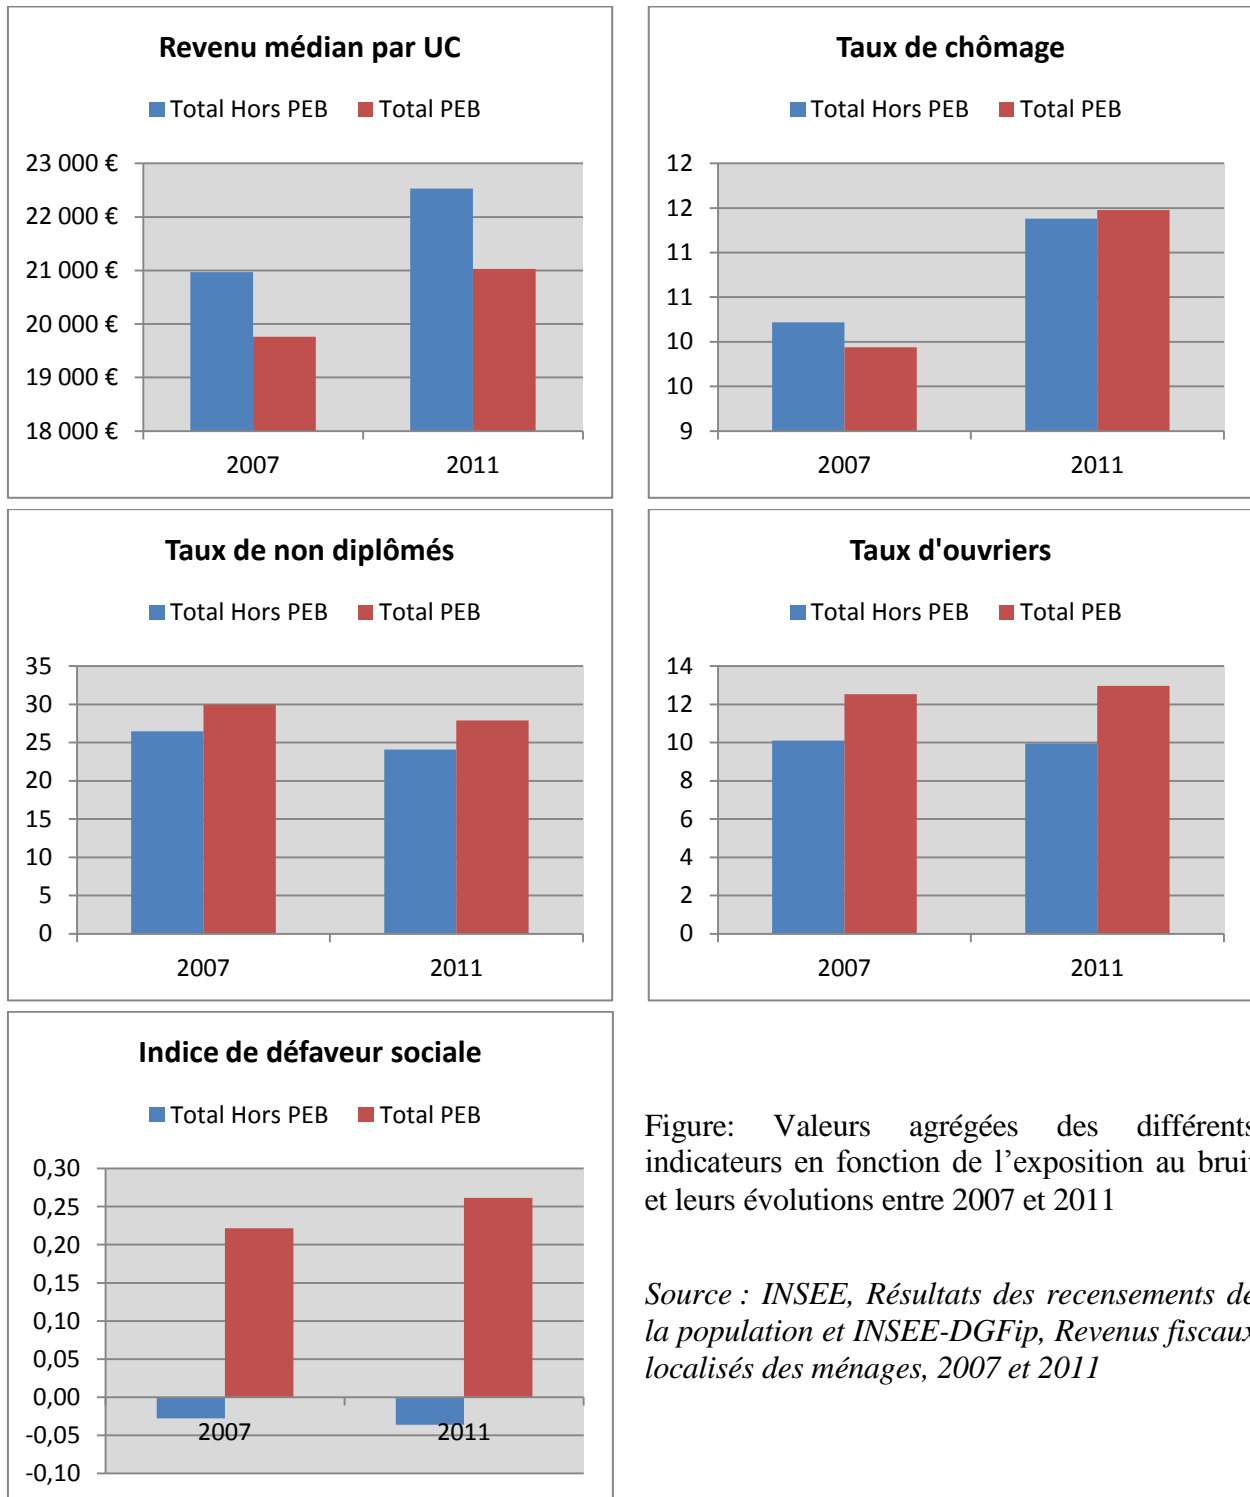 Revenu médian par UC
Total Hors PEB Total PEB
23 000 €
22 000 €
21 000 €
20 000 €
19 000 €
18 000 €
2007 2011
Taux de chômage
Total Hors PEB Total PEB
12
12
11
11
10
10
9
2007 2011
Taux de non diplômés
Total Hors PEB Total PEB
35
30
25
20
15
10
5
0
2007 2011
Taux d'ouvriers
Total Hors PEB Total PEB
14
12
10
8
6
4
2
0
2007 2011
Indice de défaveur sociale
Total Hors PEB Total PEB
0,30
0,25
0,20
0,15
0,10
0,05
0,00
-0,05
-0,10
2007 2011
Figure: Valeurs agrégées des différents
indicateurs en fonction de l’exposition au bruit
et leurs évolutions entre 2007 et 2011
Source : INSEE, Résultats des recensements de
la population et INSEE-DGFip, Revenus fiscaux
localisés des ménages, 2007 et 2011